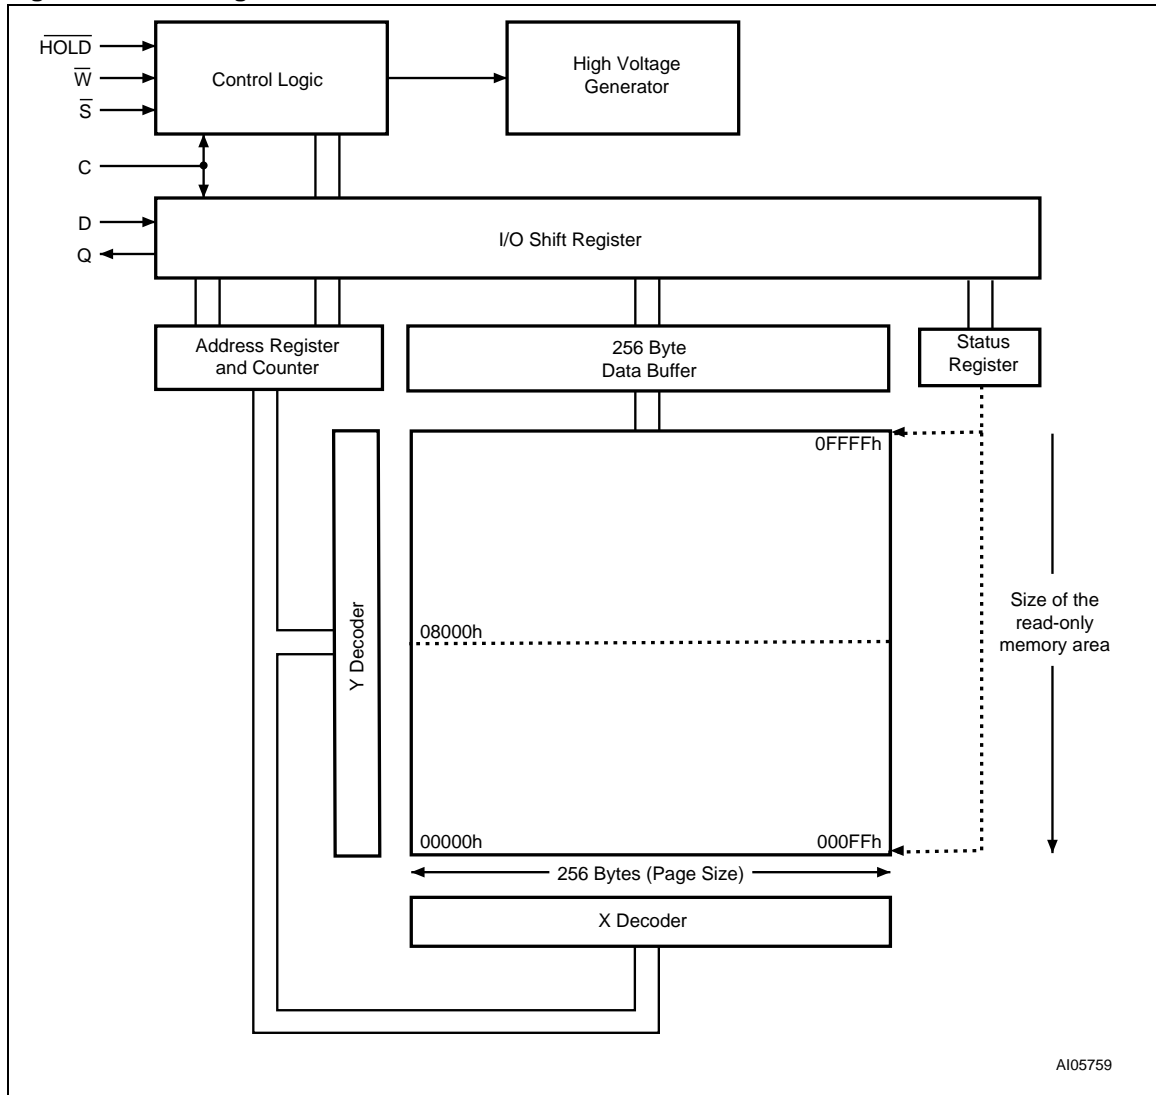 HOLD
W
S
C
D
Q
Control Logic
High Voltage
Generator
I/O Shift Register
Address Register
and Counter
256 Byte
Data Buffer
Status
Register
0FFFFh
Y Decoder
08000h
Size of the
read-only
memory area
00000h
000FFh
256 Bytes (Page Size)
X Decoder
AI05759